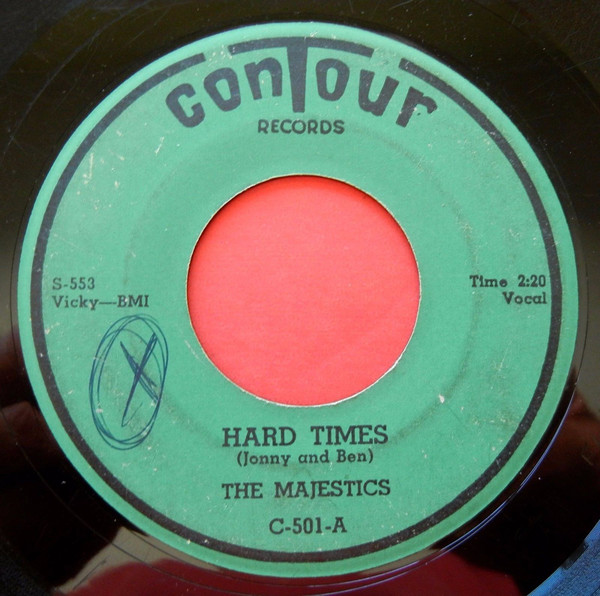 conTour
RECORDS
S-553
Vicky—BMI
Time 2:20
Vocal
X
HARD TIMES
(Jonny and Ben)
THE MAJESTICS
C-501-A